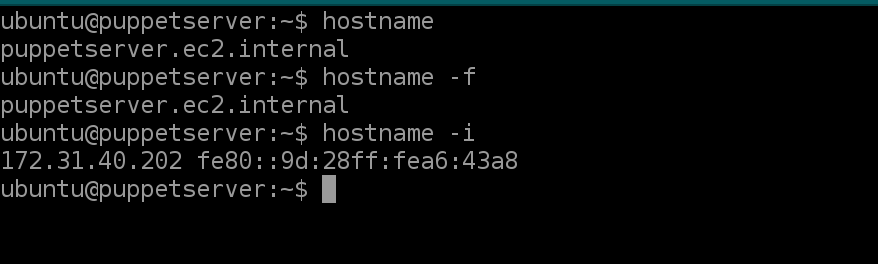 ubuntu@puppetserver:~$ hostname
puppetserver.ec2.internal
ubuntu@puppetserver:~$ hostname -f
puppetserver.ec2.internal
ubuntu@puppetserver:~$ hostname -i
172.31.40.202 fe80::9d:28ff:fea6:43a8
ubuntu@puppetserver:~$